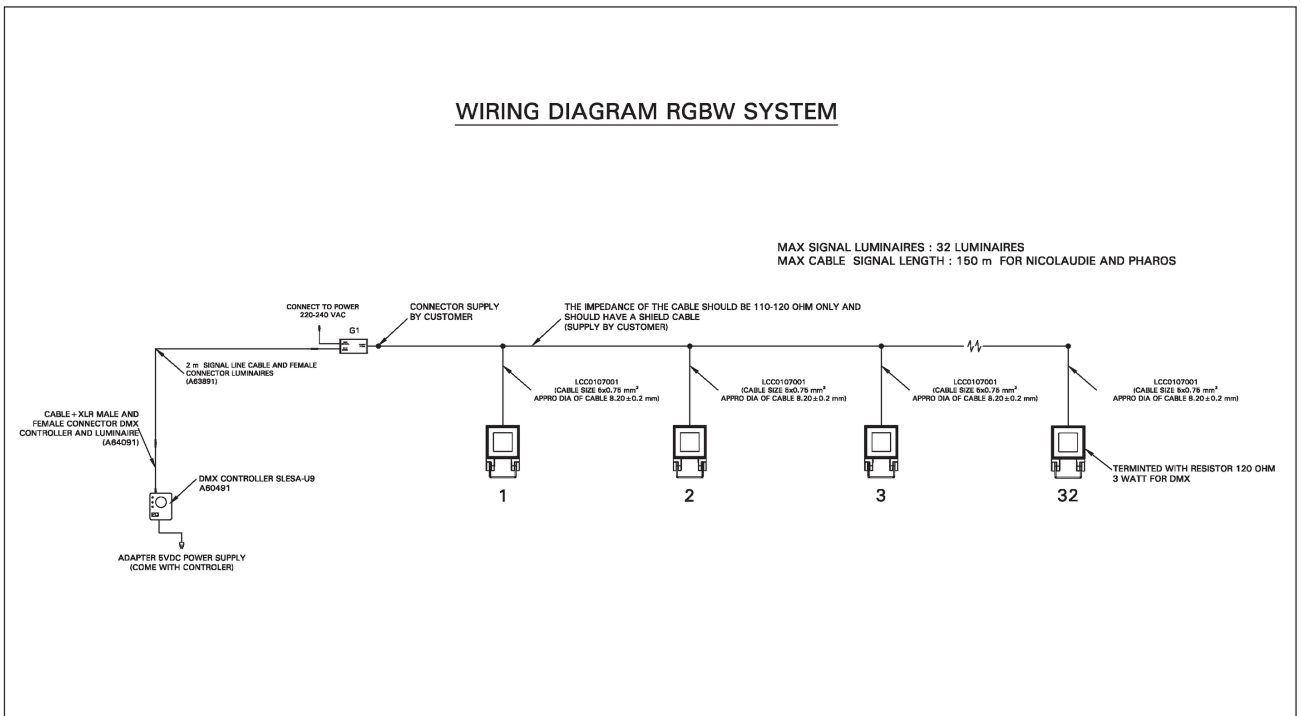 WIRING DIAGRAM RGBW SYSTEM
MAX SIGNAL LUMINAIRES : 32 LUMINAIRES
MAX CABLE SIGNAL LENGTH : 150 m FOR NICOLAUDIE AND PHAROS
CONNECT TO POWER
220-240 VAC
G1
CONNECTOR SUPPLY
BY CUSTOMER
THE IMPEDANCE OF THE CABLE SHOULD BE 110-120 OHM ONLY AND
SHOULD HAVE A SHIELD CABLE
(SUPPLY BY CUSTOMER)
2 m SIGNAL LINE CABLE AND FEMALE
CONNECTOR LUMINAIRES
(A63891)
LCC0107001
(CABLE SIZE 5x0.75 mm²
APPRO DIA OF CABLE 8.20±0.2 mm)
LCC0107001
(CABLE SIZE 5x0.75 mm²
APPRO DIA OF CABLE 8.20±0.2 mm)
LCC0107001
(CABLE SIZE 5x0.75 mm²
APPRO DIA OF CABLE 8.20±0.2 mm)
LCC0107001
(CABLE SIZE 5x0.75 mm²
APPRO DIA OF CABLE 8.20±0.2 mm)
CABLE+XLR MALE AND
FEMALE CONNECTOR DMX
CONTROLLER AND LUMINAIRE
(A64091)
DMX CONTROLLER SLESA-U9
A60491
TERMINTED WITH RESISTOR 120 OHM
3 WATT FOR DMX
1
2
3
32
ADAPTER 5VDC POWER SUPPLY
(COME WITH CONTROLER)